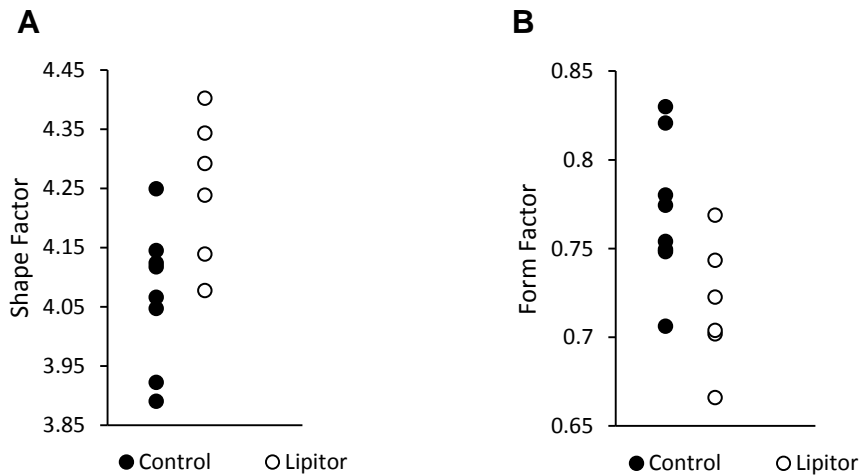 A
Shape Factor
4.45
4.35
4.25
4.15
4.05
3.95
3.85
Control
Lipitor
B
Form Factor
0.85
0.8
0.75
0.7
0.65
Control
Lipitor